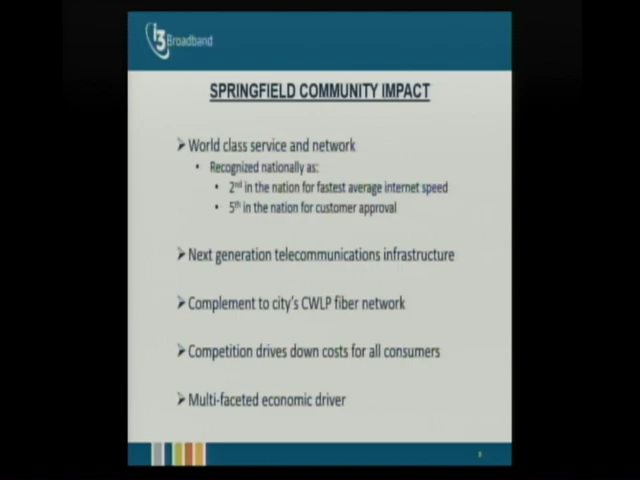 i3 Broadband
SPRINGFIELD COMMUNITY IMPACT
➢ World class service and network
• Recognized nationally as:
• 2nd in the nation for fastest average internet speed
• 5th in the nation for customer approval
➢ Next generation telecommunications infrastructure
➢ Complement to city's CWLP fiber network
➢ Competition drives down costs for all consumers
➢ Multi-faceted economic driver